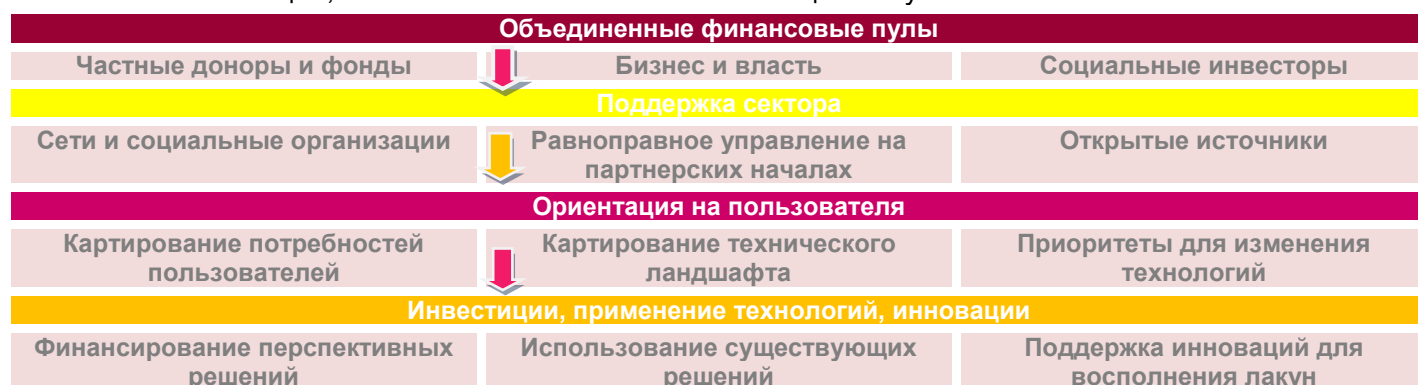 Объединенные финансовые пулы
Частные доноры и фонды
Бизнес и власть
Социальные инвесторы
Поддержка сектора
Сети и социальные организации
Равноправное управление на
партнерских началах
Открытые источники
Ориентация на пользователя
Картирование потребностей
пользователей
Картирование технического
ландшафта
Приоритеты для изменения
технологий
Инвестиции, применение технологий, инновации
Финансирование перспективных
решений
Использование существующих
решений
Поддержка инноваций для
восполнения лакун